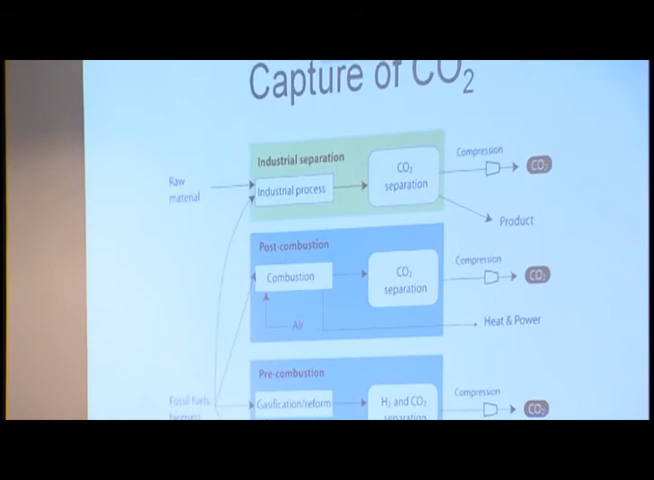 Capture of CO2
Industrial separation
Compression
CO2
Raw
material
Industrial process
CO2
separation
Product
Post-combustion
Compression
CO2
Combustion
CO2
separation
Air
Heat & Power
Pre-combustion
Compression
CO2
Fossil fuels,
biomass
Gasification/reform
H2 and CO2
separation